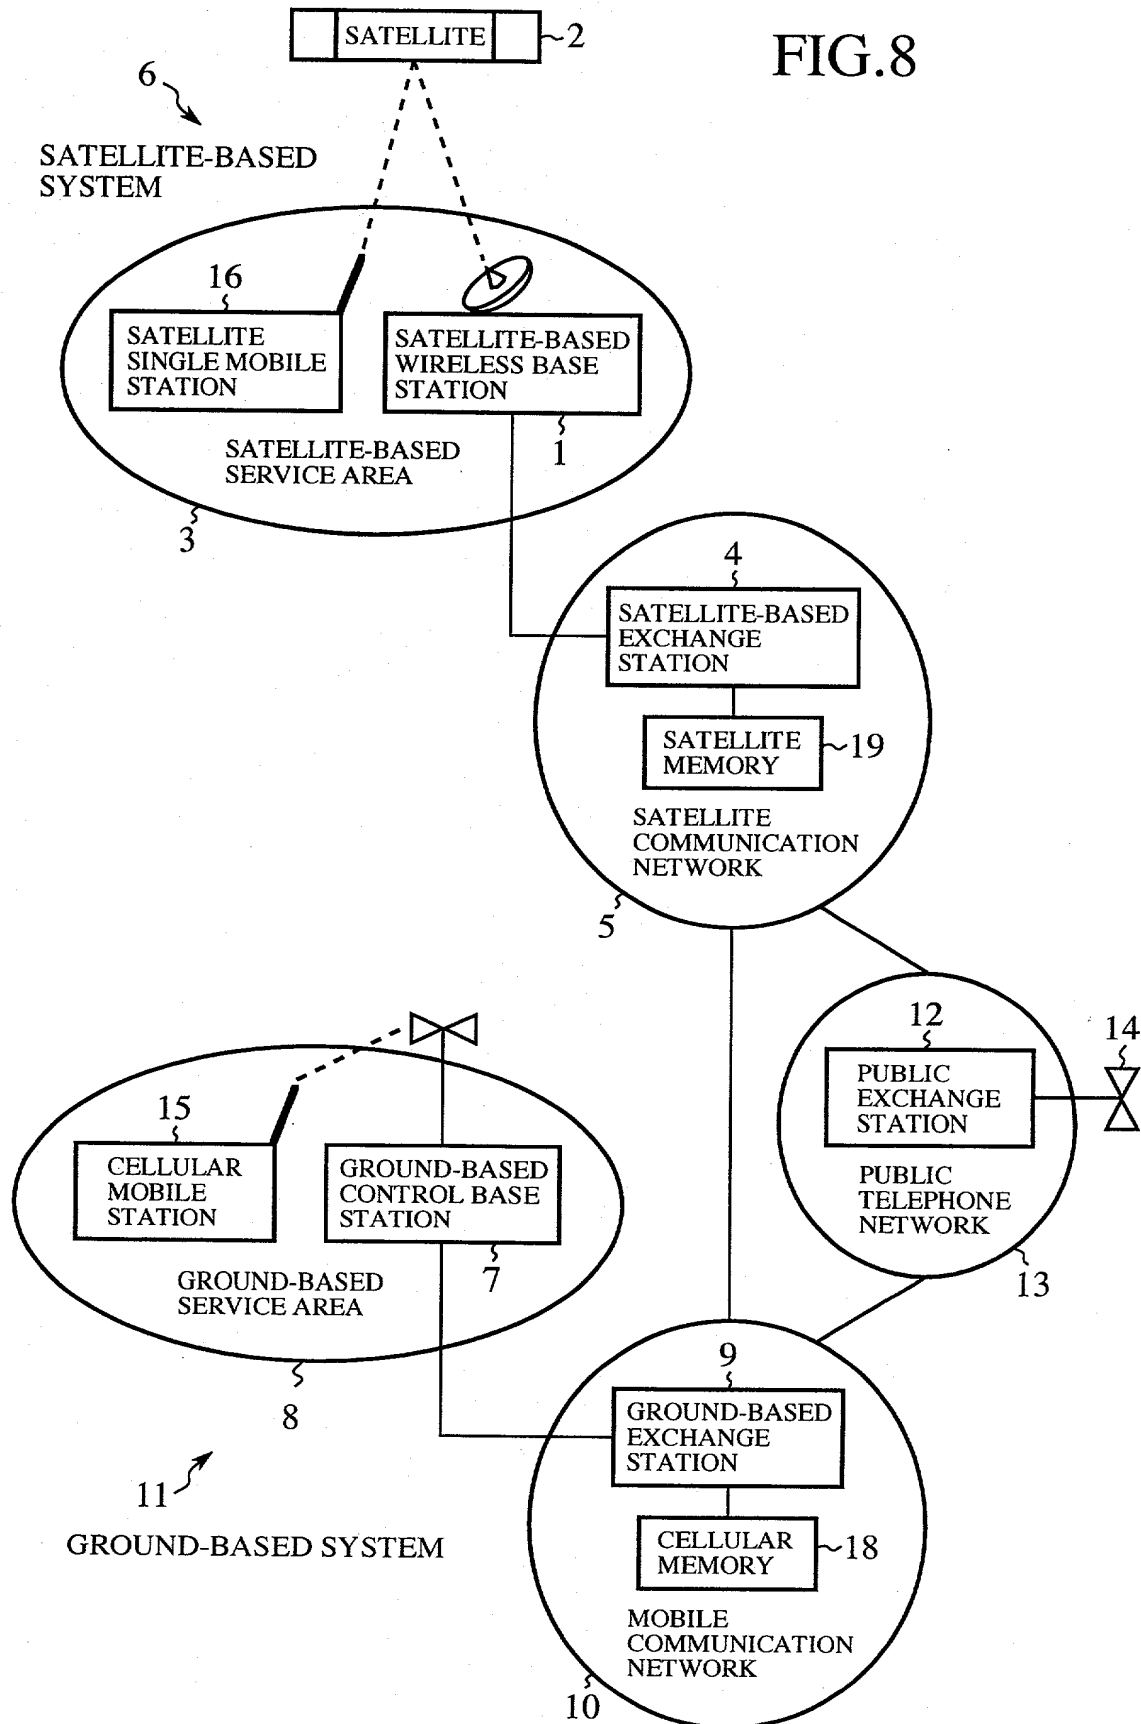 FIG.8
SATELLITE
2
6
SATELLITE-BASED
SYSTEM
16
SATELLITE
SINGLE MOBILE
STATION
SATELLITE-BASED
WIRELESS BASE
STATION
1
SATELLITE-BASED
SERVICE AREA
3
4
SATELLITE-BASED
EXCHANGE
STATION
SATELLITE
MEMORY
19
SATELLITE
COMMUNICATION
NETWORK
5
12
PUBLIC
EXCHANGE
STATION
14
PUBLIC
TELEPHONE
NETWORK
13
15
CELLULAR
MOBILE
STATION
GROUND-BASED
CONTROL BASE
STATION
7
GROUND-BASED
SERVICE AREA
8
9
GROUND-BASED
EXCHANGE
STATION
CELLULAR
MEMORY
18
11
GROUND-BASED SYSTEM
MOBILE
COMMUNICATION
NETWORK
10